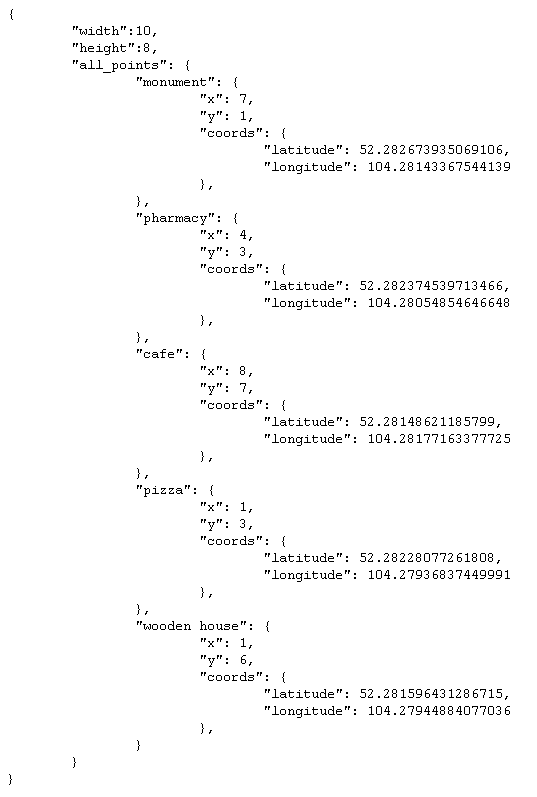 {
"width":10,
"height":8,
"all_points": {
"monument": {
"x": 7,
"y": 1,
"coords": {
"latitude": 52.282673935069106,
"longitude": 104.28143367544139
},
},
"pharmacy": {
"x": 4,
"y": 3,
"coords": {
"latitude": 52.282374539713466,
"longitude": 104.28054854646648
},
},
"cafe": {
"x": 8,
"y": 7,
"coords": {
"latitude": 52.28148621185799,
"longitude": 104.28177163377725
},
},
"pizza": {
"x": 1,
"y": 3,
"coords": {
"latitude": 52.28228077261808,
"longitude": 104.27936837449991
},
},
"wooden house": {
"x": 1,
"y": 6,
"coords": {
"latitude": 52.281596431286715,
"longitude": 104.27944884077036
},
}
}
}